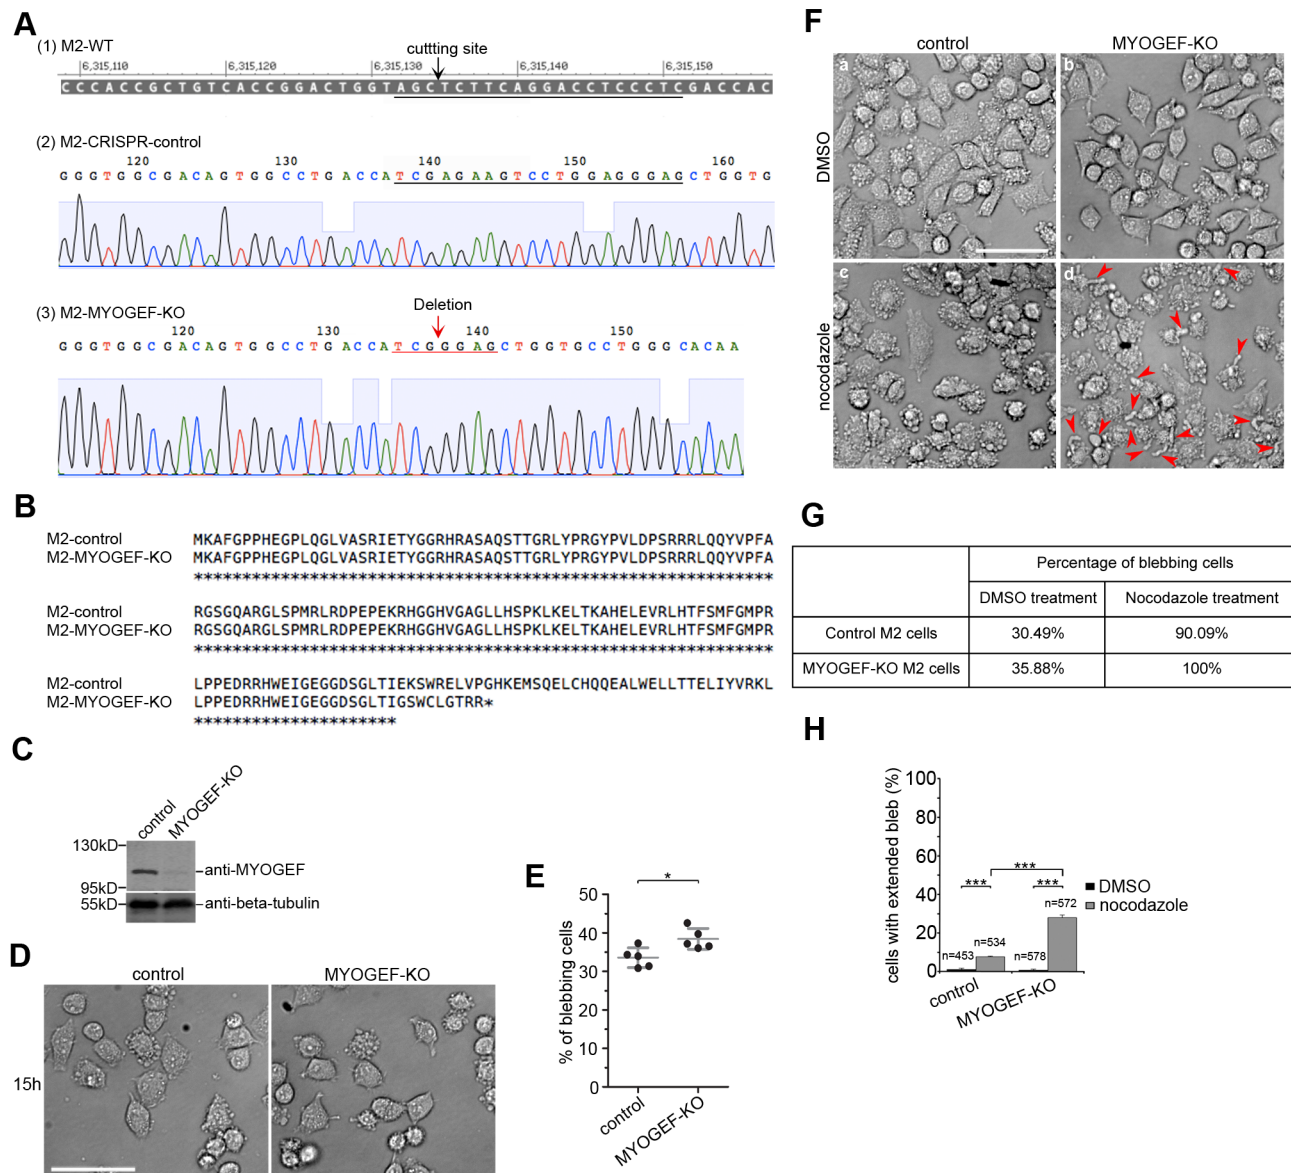 A
(1) M2-WT
cuttting site
6,315,110 6,315,120 6,315,130 6,315,140 6,315,150
CCCACCGCTGTCACCGGACTGGTAGCTCTTCAGGACCTCCCTCGACCAC
(2) M2-CRISPR-control
120 130 140 150 160
GGGTGGCGACAGTGGCCTGACCATCGAGAAGTCCTGGAGGGAGCTGGTG
(3) M2-MYOGEF-KO
Deletion
120 130 140 150
GGGTGGCGACAGTGGCCTGACCATCGGGAGCTGGTGCCTGGGCACAA
B
M2-control MKAFGPPHEGPLQGLVASRIETYGGRHRASAQSTTGRLYPRGYPVLDPSRRRLQQYVPFA
M2-MYOGEF-KO MKAFGPPHEGPLQGLVASRIETYGGRHRASAQSTTGRLYPRGYPVLDPSRRRLQQYVPFA
************************************************************
M2-control RGSGQARGLSPMRLRDPEPEKRHGGHVGAGLLHSPKLKELTKAHELEVRLHTFSMFGMPR
M2-MYOGEF-KO RGSGQARGLSPMRLRDPEPEKRHGGHVGAGLLHSPKLKELTKAHELEVRLHTFSMFGMPR
************************************************************
M2-control LPPEDRRHWEIGEGGDSGLTIEKSWRELVPGHKEMSQELCHQQEALWELLTTELIYVRKL
M2-MYOGEF-KO LPPEDRRHWEIGEGGDSGLTIGSWCLGTRR*
*********************
C
control MYOGEF-KO
130kD
anti-MYOGEF
95kD
55kD anti-beta-tubulin
D
control MYOGEF-KO
15h
E
*
% of blebbing cells
50
40
30
20
10
0
control MYOGEF-KO
F
control MYOGEF-KO
DMSO
a b
nocodazole
c d
G
Percentage of blebbing cells
DMSO treatment Nocodazole treatment
Control M2 cells 30.49% 90.09%
MYOGEF-KO M2 cells 35.88% 100%
H
cells with extended bleb (%)
100
80
60
40
20
0
***
*** ***
n=453 n=534 n=578 n=572
DMSO
nocodazole
control MYOGEF-KO